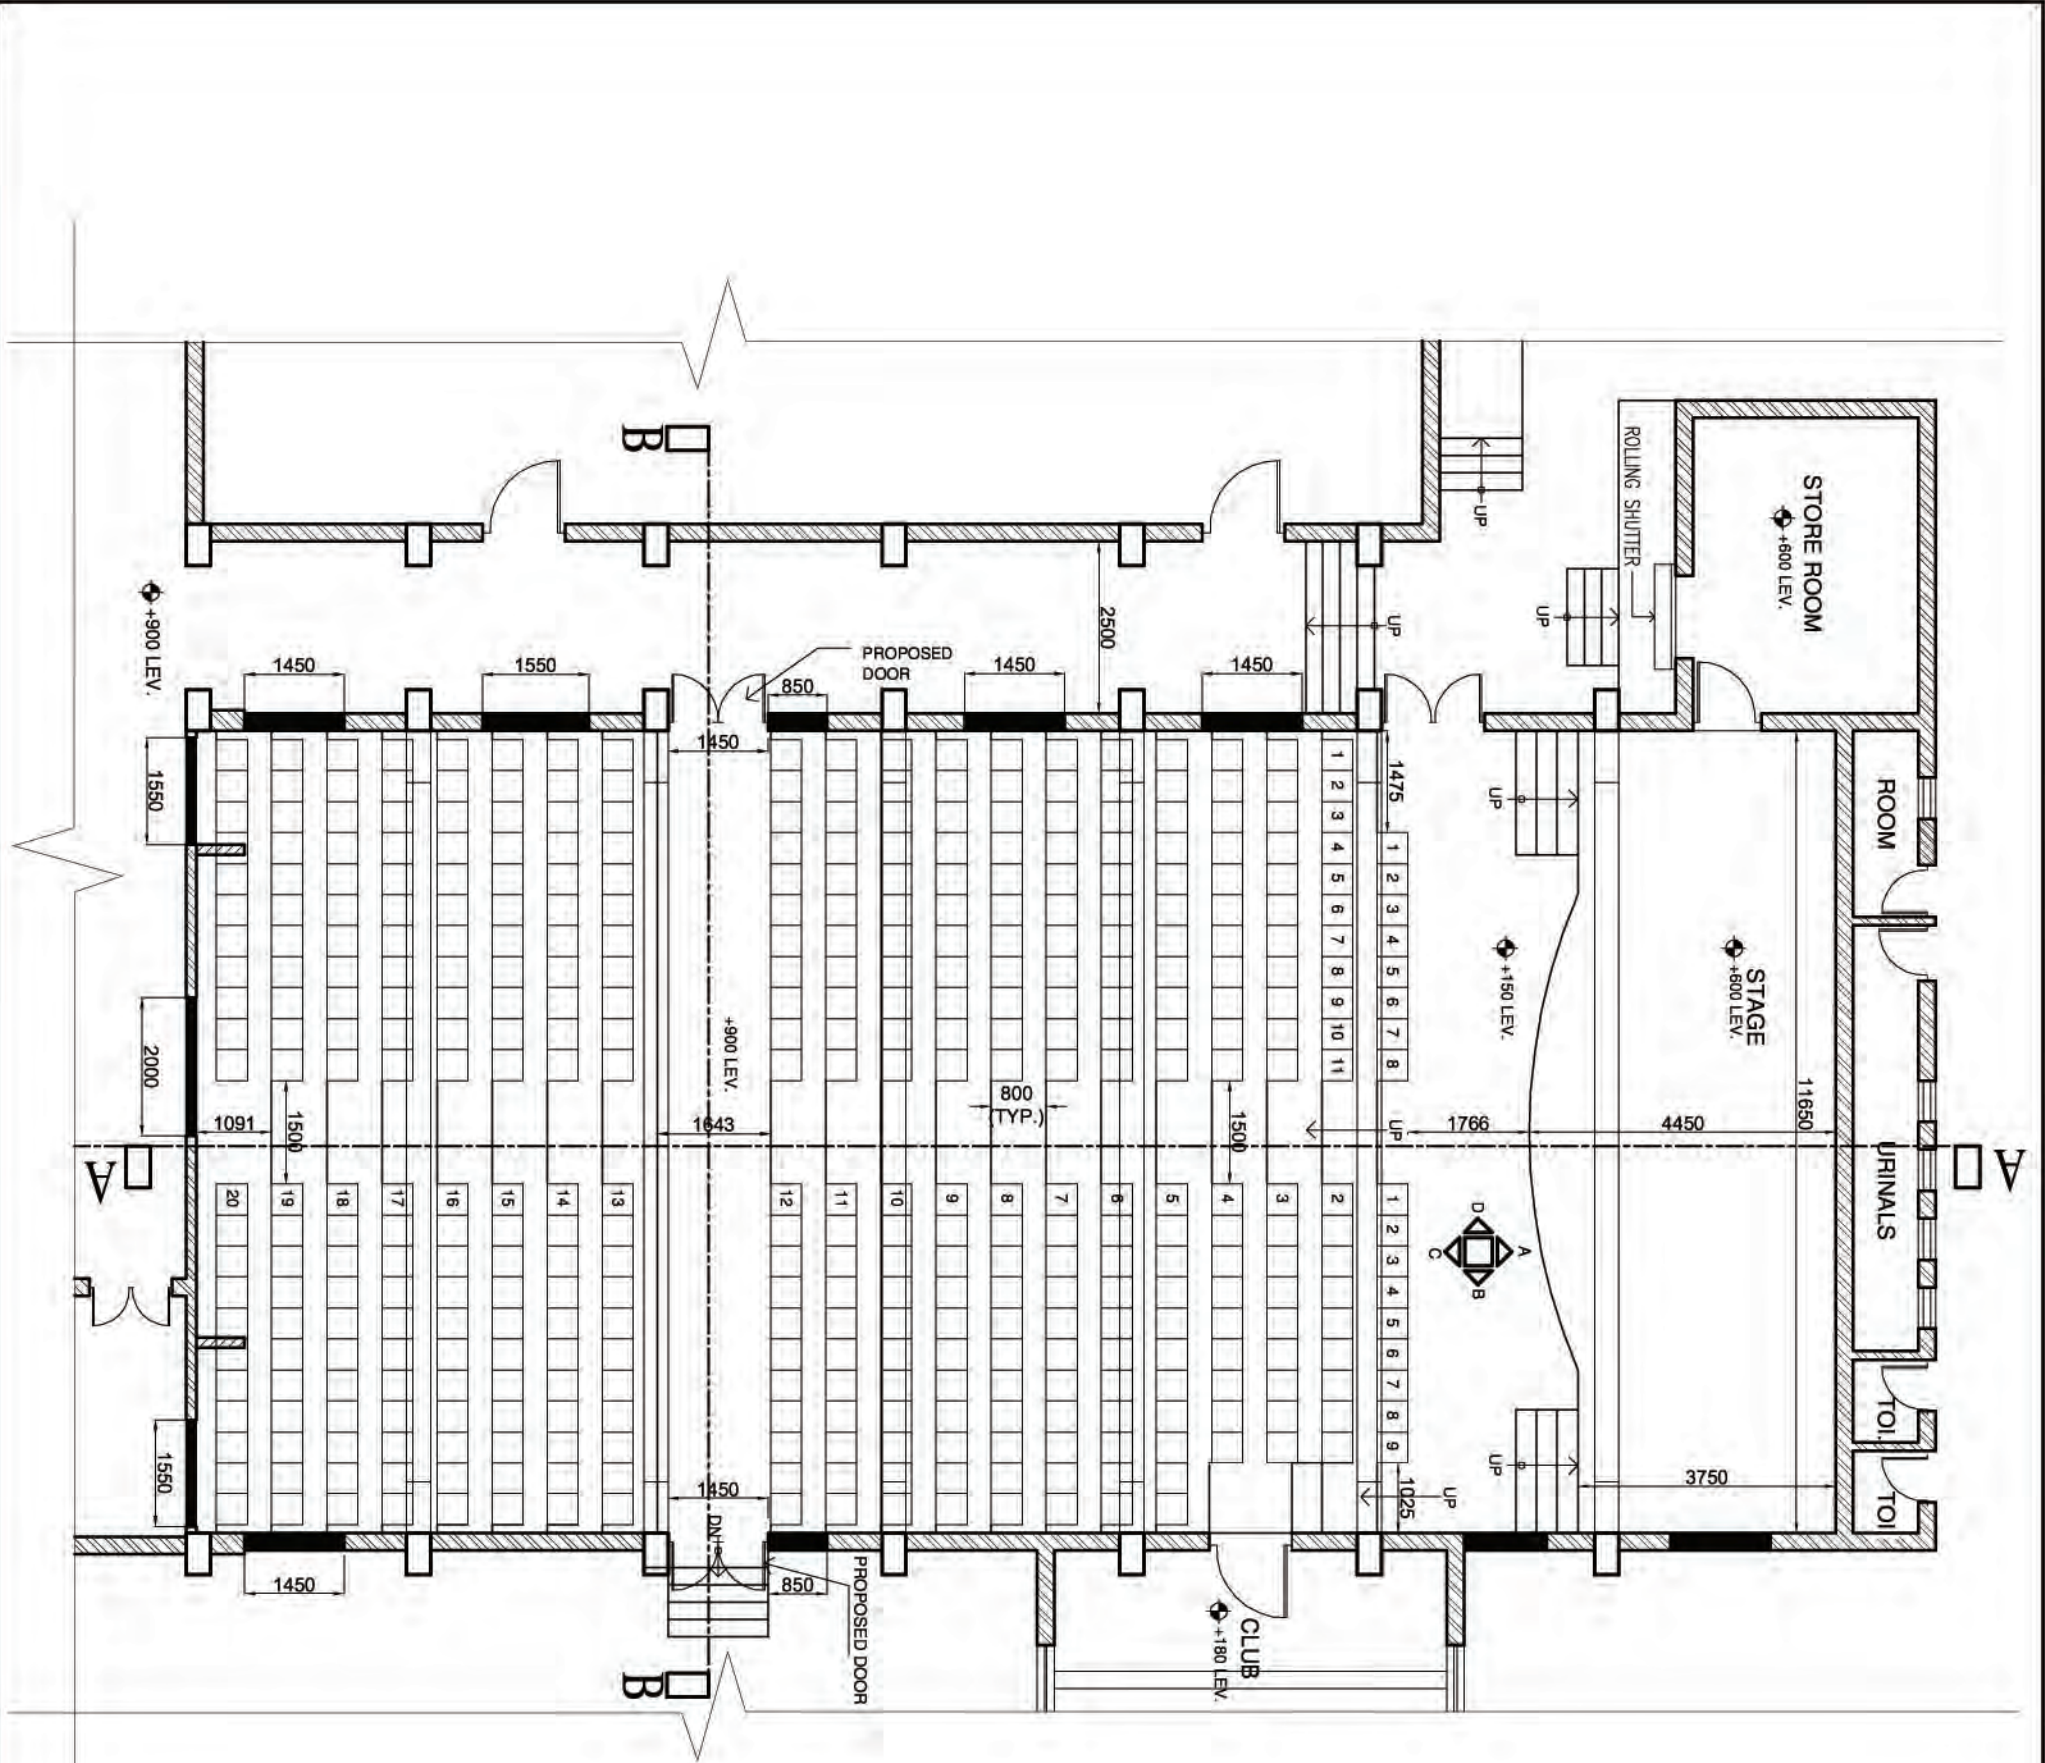 STORE ROOM
+600 LEV.
ROLLING SHUTTER
UP
UP
UP
B
+900 LEV.
PROPOSED
DOOR
2500
1450
1550
850
1450
1450
1450
1550
1475
UP
ROOM
1 2 3 4 5 6 7 8 9 10 11
1 2 3 4 5 6 7 8
+150 LEV.
STAGE
+600 LEV.
+900 LEV.
2000
1091
1500
1643
800
(TYP.)
1500
UP
1766
4450
11650
A
A
URINALS
20 19 18 17 16 15 14 13 12 11 10 9 8 7 6 5 4 3 2
1 2 3 4 5 6 7 8 9
D
A
C
B
TOI.
TOI
1550
1450
DN
1025
UP
UP
3750
1450
850
PROPOSED DOOR
CLUB
+180 LEV.
B